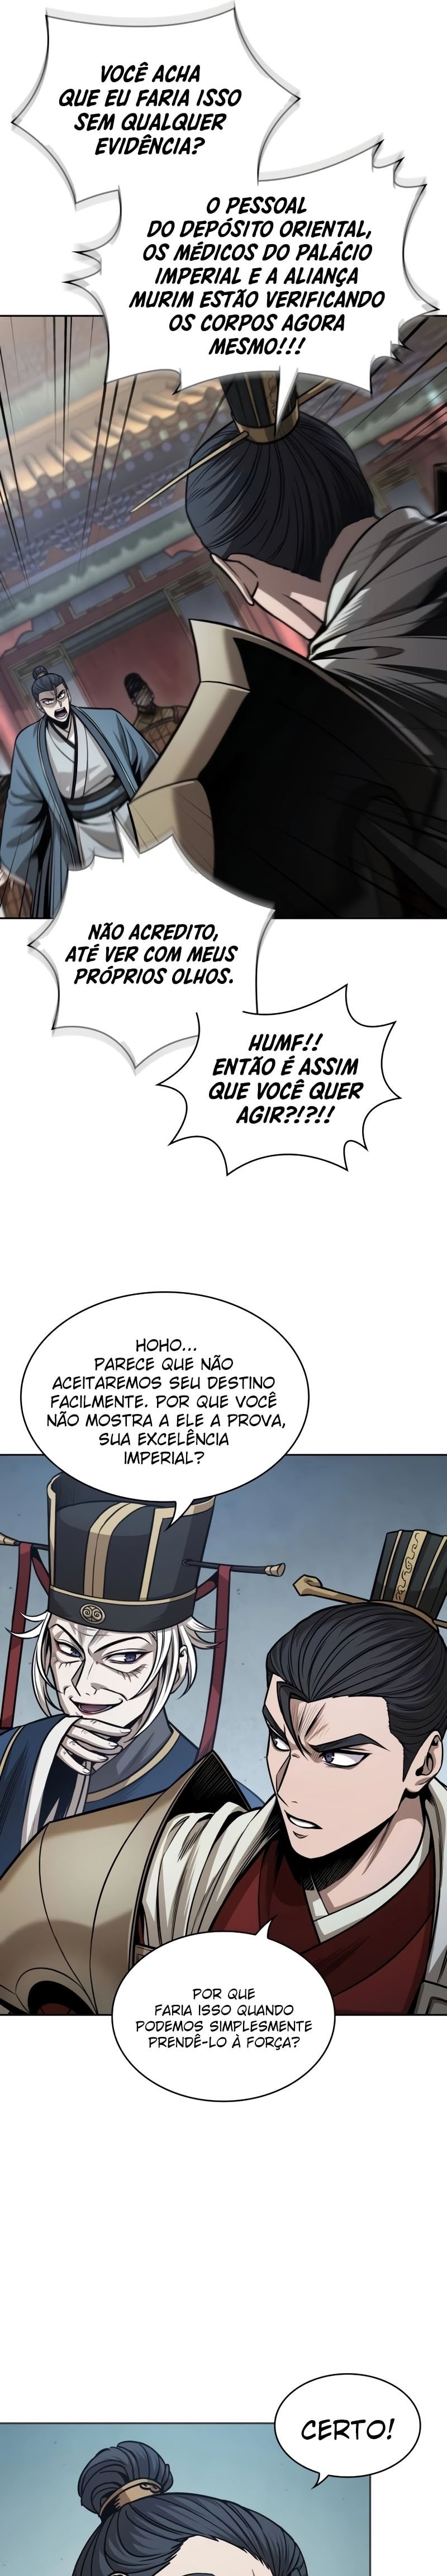 VOCÊ ACHA
QUE EU FARIA ISSO
SEM QUALQUER
EVIDÊNCIA?
O PESSOAL
DO DEPÓSITO ORIENTAL,
OS MÉDICOS DO PALÁCIO
IMPERIAL E A ALIANÇA
MURIM ESTÃO VERIFICANDO
OS CORPOS AGORA
MESMO!!!
NÃO ACREDITO,
ATÉ VER COM MEUS
PRÓPRIOS OLHOS.
HUMF!!
ENTÃO É ASSIM
QUE VOCÊ QUER
AGIR?!?!!
HOHO...
PARECE QUE NÃO
ACEITAREMOS SEU DESTINO
FACILMENTE. POR QUE VOCÊ
NÃO MOSTRA A ELE A PROVA,
SUA EXCELÊNCIA
IMPERIAL?
POR QUE
FARIA ISSO QUANDO
PODEMOS SIMPLESMENTE
PRENDÊ-LO À FORÇA?
CERTO!